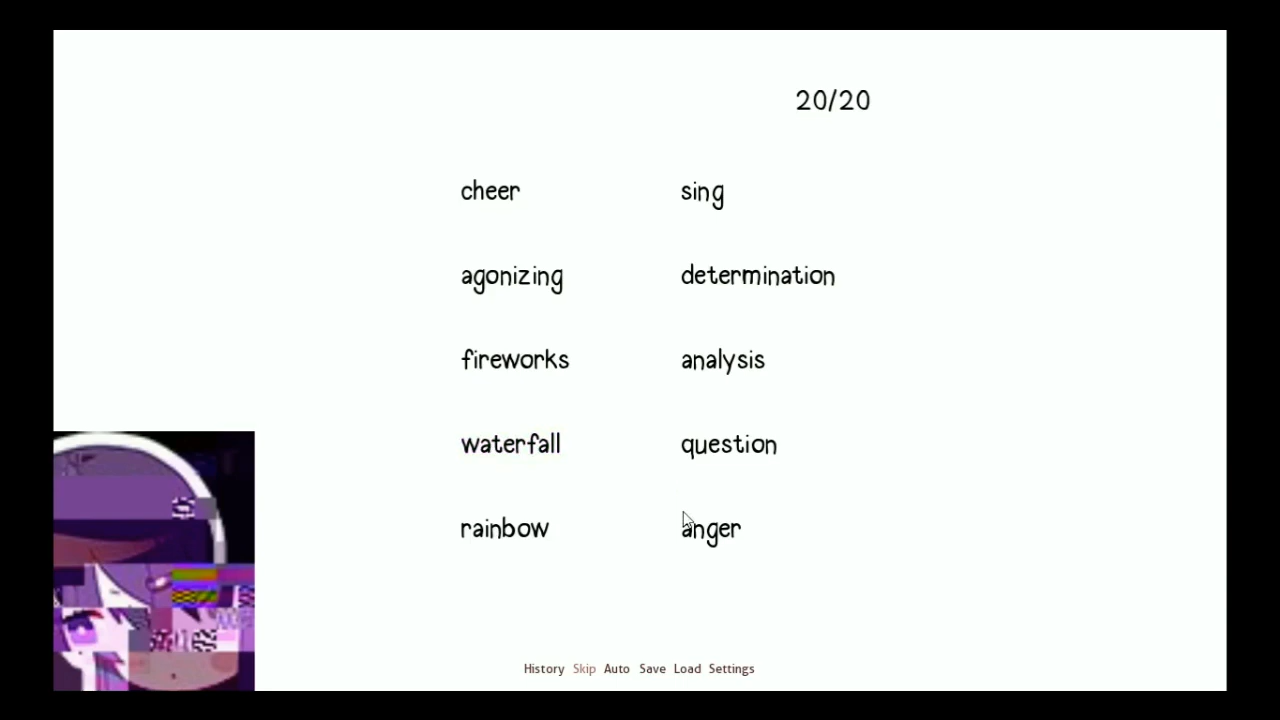 20/20
cheer sing
agonizing determination
fireworks analysis
waterfall question
rainbow anger
History Skip Auto Save Load Settings